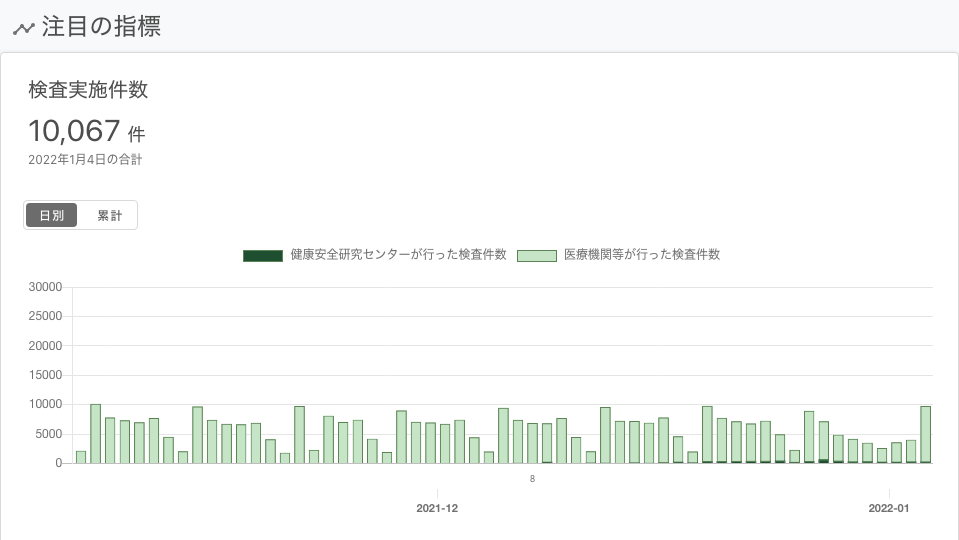 注目の指標
検査実施件数
10,067 件
2022年1月4日の合計
日別 累計
健康安全研究センターが行った検査件数 医療機関等が行った検査件数
30000
25000
20000
15000
10000
5000
0
8
2021-12 2022-01